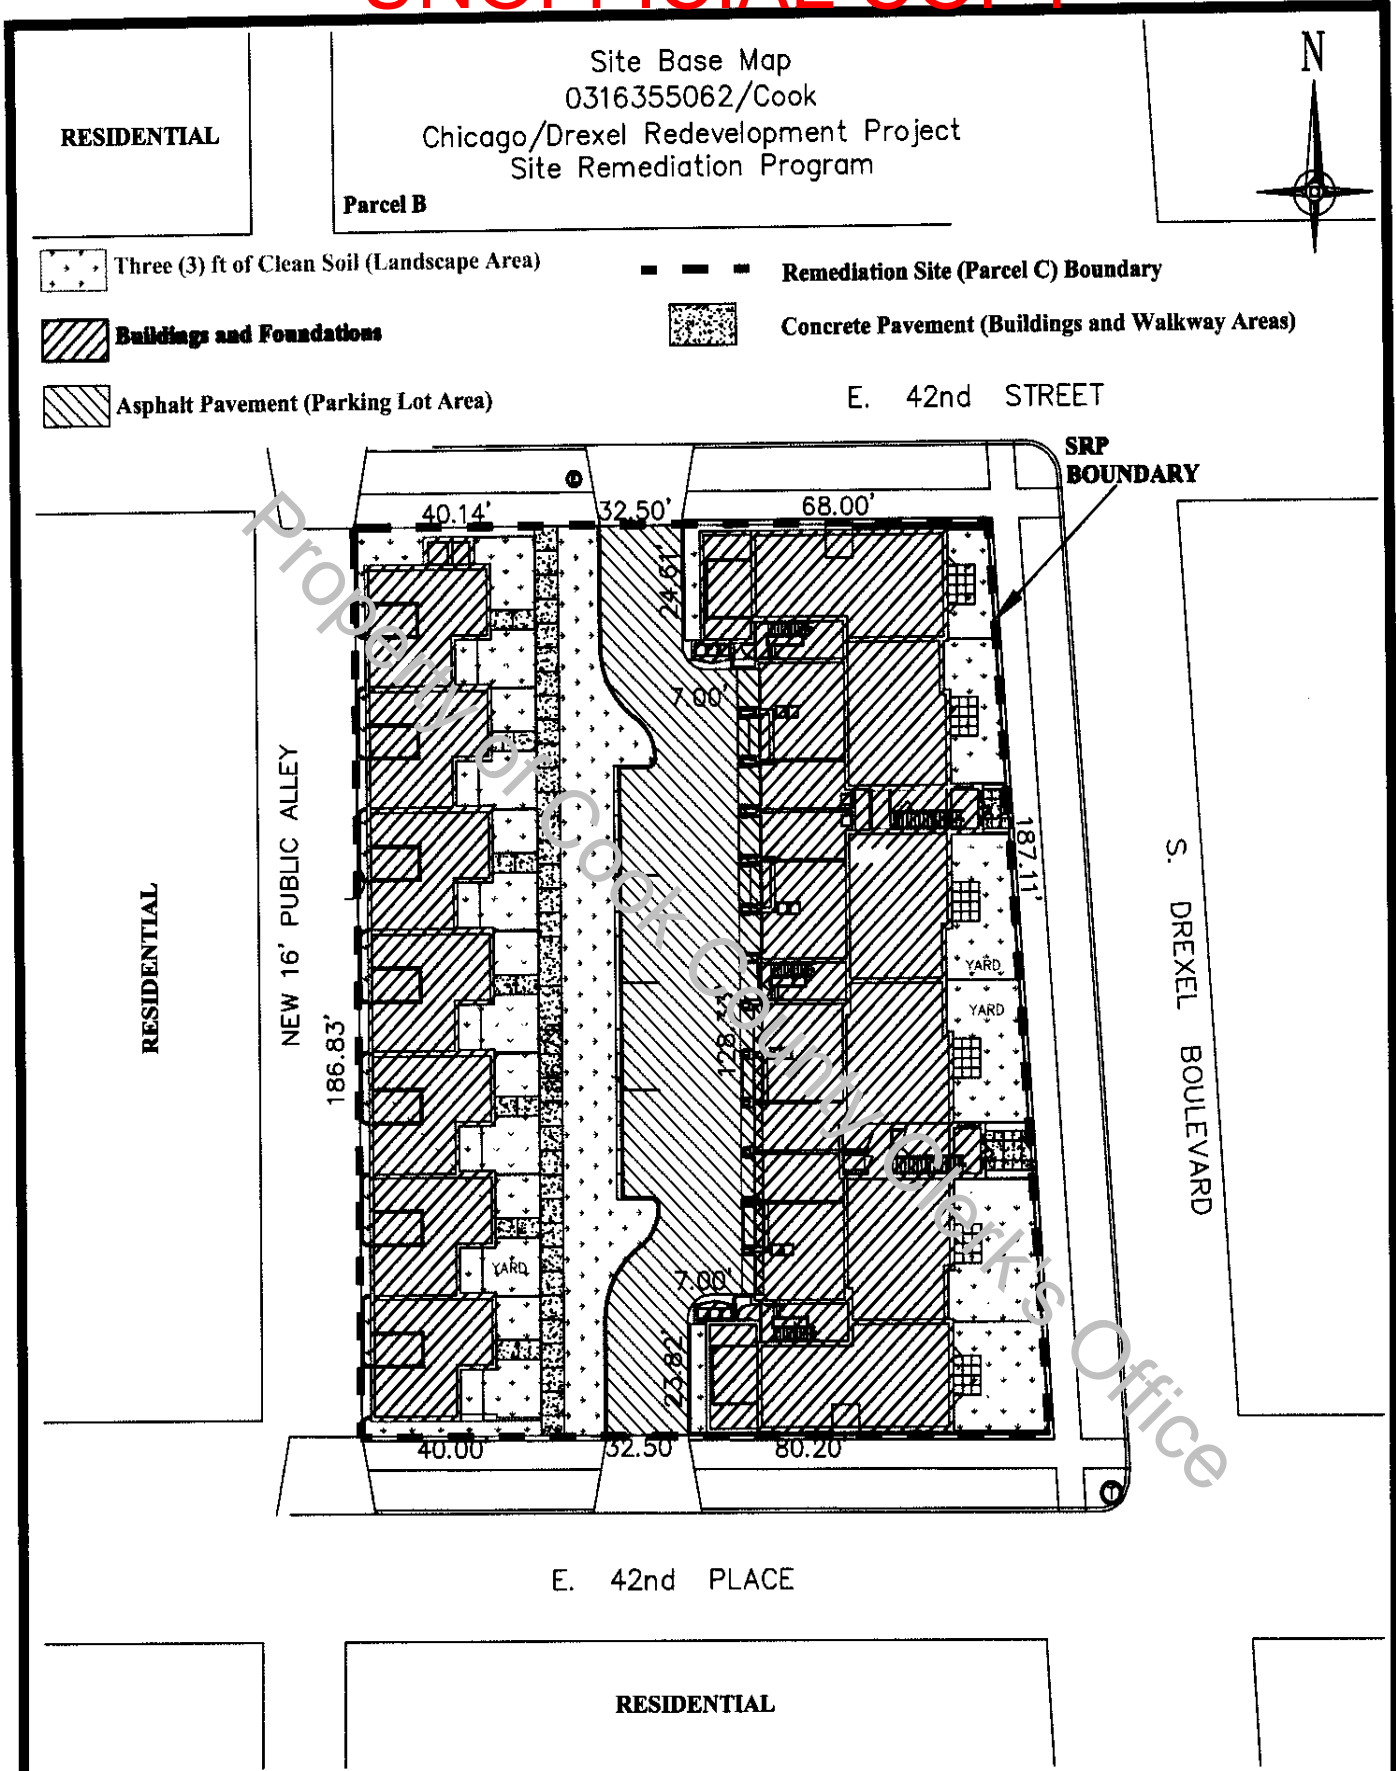 UNOFFICIAL COPY
Site Base Map
0316355062/Cook
Chicago/Drexel Redevelopment Project
Site Remediation Program
N
RESIDENTIAL
Parcel B
Three (3) ft of Clean Soil (Landscape Area)
Remediation Site (Parcel C) Boundary
Buildings and Foundations
Concrete Pavement (Buildings and Walkway Areas)
Asphalt Pavement (Parking Lot Area)
E. 42nd STREET
SRP
BOUNDARY
40.14'
32.50'
68.00'
24.61'
7.00'
NEW 16' PUBLIC ALLEY
RESIDENTIAL
187.11'
S. DREXEL BOULEVARD
YARD
YARD
186.83'
YARD
7.00'
23.82'
40.00'
32.50'
80.20'
T
E. 42nd PLACE
RESIDENTIAL
Property of Cook County Clerk's Office